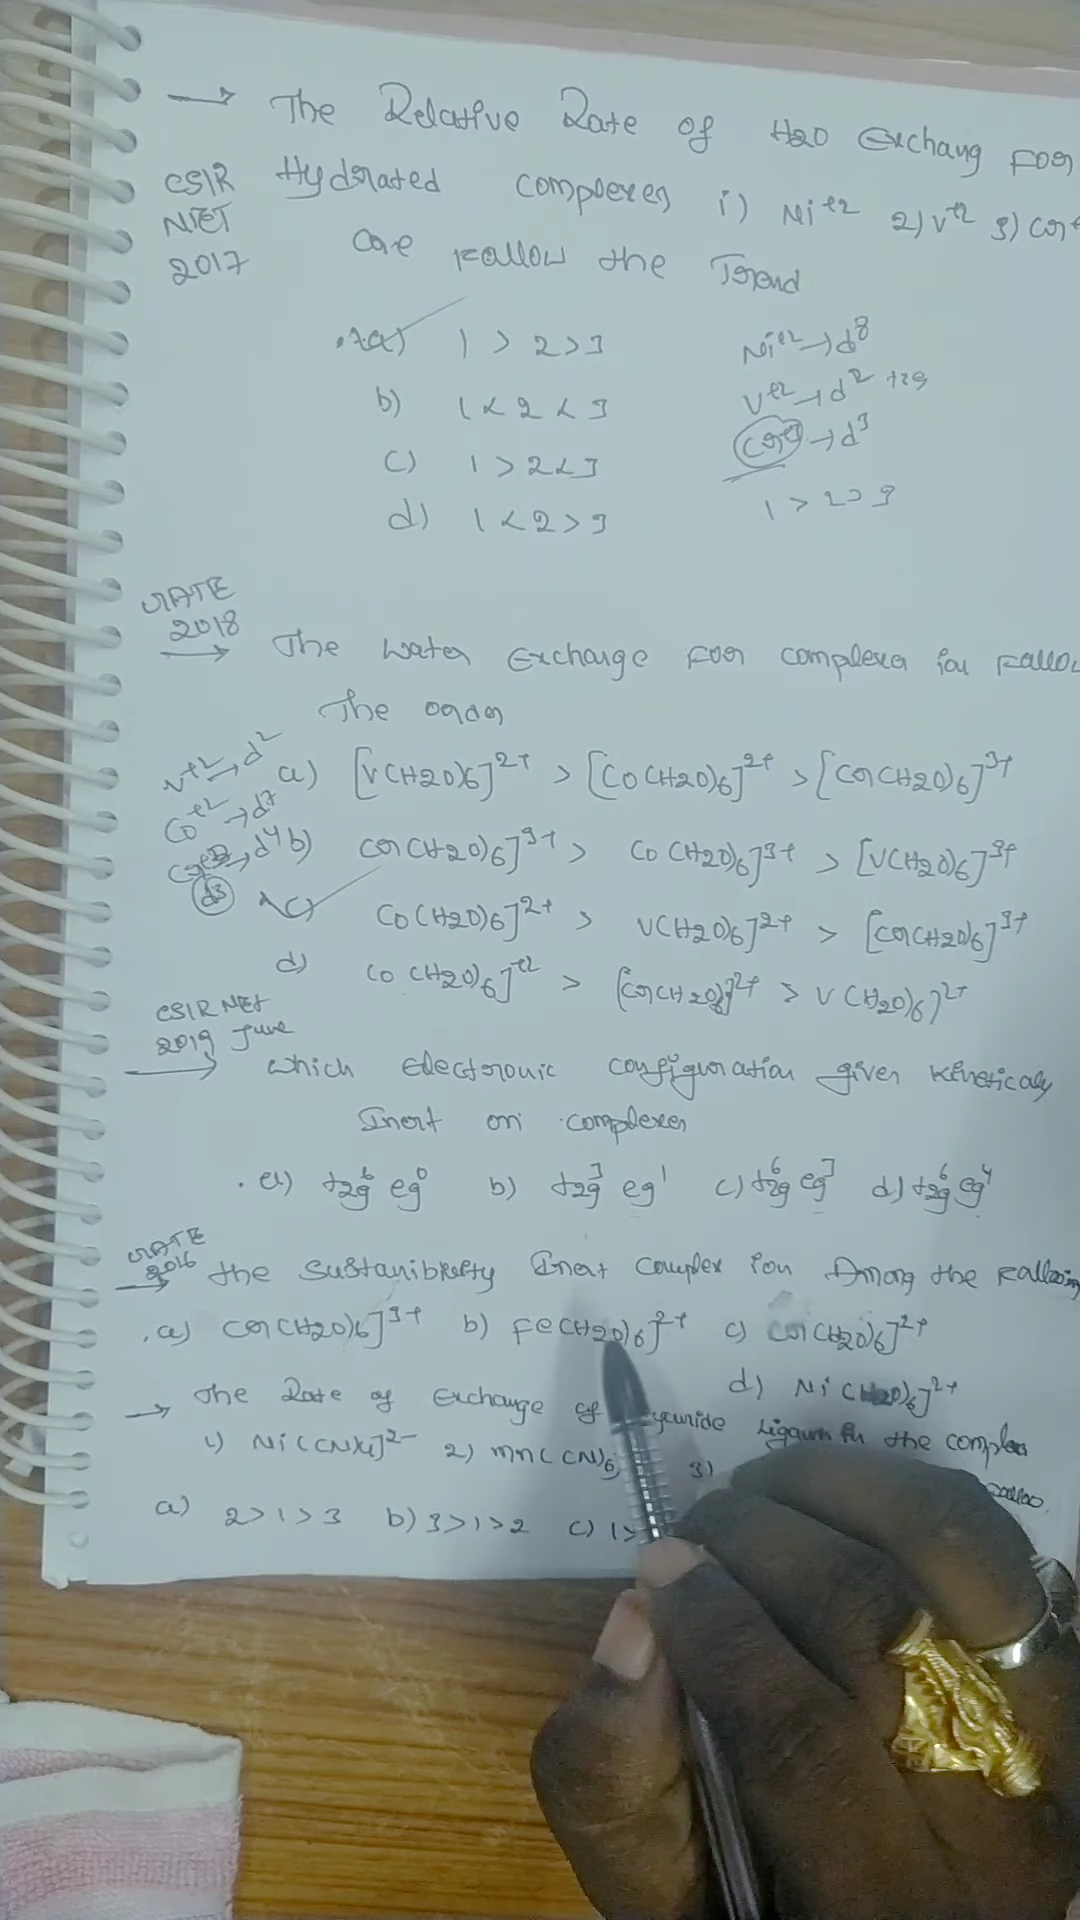 → The Relative Rate of H2O Exchang For
CSIR NET 2017
Hydrated complexes i) Ni+2 2) V+2 3) Cr+
are Follow the Trend
a) 1 > 2 > 3
b) 1 < 2 < 3
c) 1 > 2 < 3
d) 1 < 2 > 3
Ni+2 → d8
V+2 → d2 t2g
→ d3
1 > 2 > 3
GATE 2018
→ The water Exchange For complexes ion Follow
The order
V+2 → d2
Co+2 → d7
→ d4
d3
a) [V(H2O)6]2+ > [Co(H2O)6]2+ > [Cr(H2O)6]3+
b) Cr(H2O)6]3+ > Co(H2O)6]3+ > [V(H2O)6]3+
c) Co(H2O)6]2+ > V(H2O)6]2+ > [Cr(H2O)6]3+
d) Co(H2O)6]+2 > [Cr(H2O)6]2+ > V(H2O)6]2+
CSIR NET 2019 June
→ which Electronic configuration given Kineticaly
Inert on complexes
a) t2g6 eg0 b) t2g3 eg1 c) t2g6 eg3 d) t2g6 eg4
GATE 2016
→ the Inert complex ion Among the
a) Cr(H2O)6]3+ b) Fe(H2O)6]2+ c) Cr(H2O)6]2+
d) Ni(H2O)6]2+
→ The Rate of Exchange of in the complex
1) Ni(CN)4]2- 2) Mn(CN)6 3)
a) 2 > 1 > 3 b) 3 > 1 > 2 c) 1 >